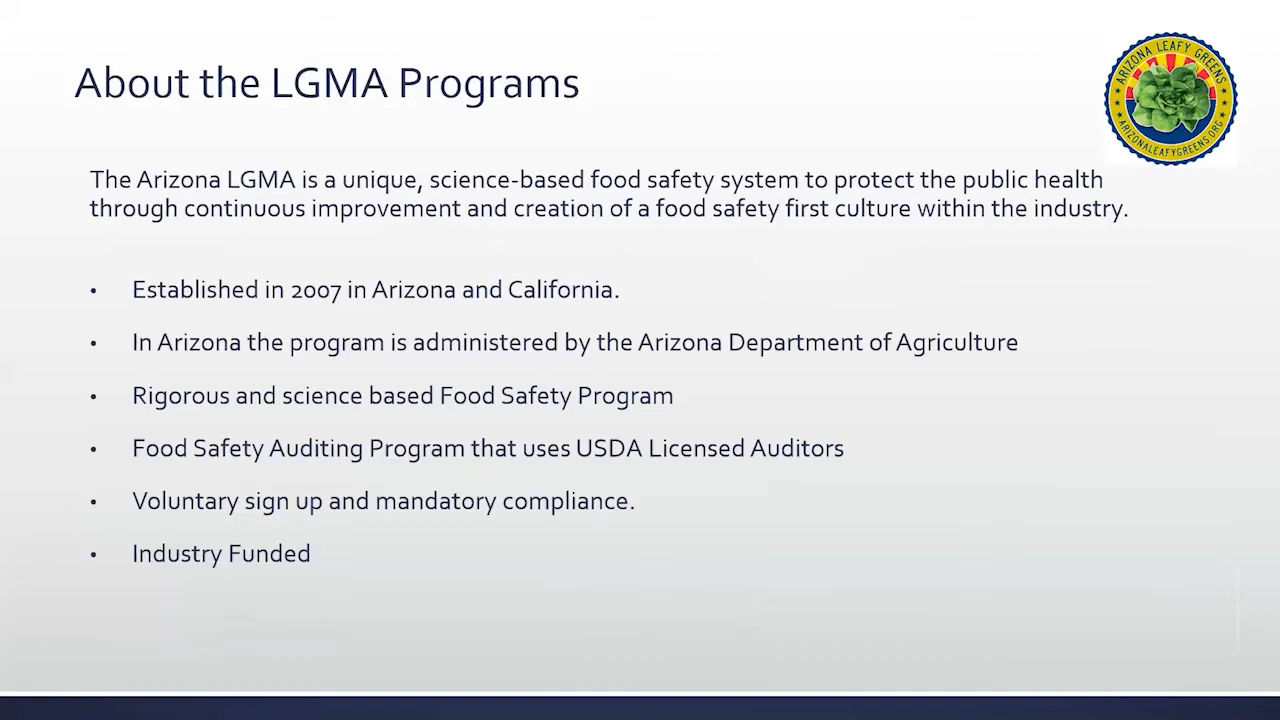 About the LGMA Programs
ARIZONA LEAFY GREENS
ARIZONALEAFYGREENS.ORG
The Arizona LGMA is a unique, science-based food safety system to protect the public health
through continuous improvement and creation of a food safety first culture within the industry.
• Established in 2007 in Arizona and California.
• In Arizona the program is administered by the Arizona Department of Agriculture
• Rigorous and science based Food Safety Program
• Food Safety Auditing Program that uses USDA Licensed Auditors
• Voluntary sign up and mandatory compliance.
• Industry Funded